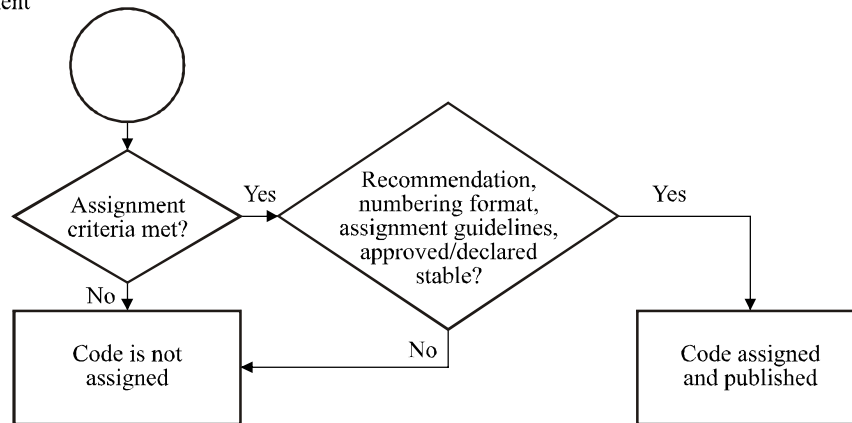 Yes
Yes
Assignment
criteria met?
Recommendation,
numbering format,
assignment guidelines,
approved/declared
stable?
No
No
Code is not
assigned
Code assigned
and published